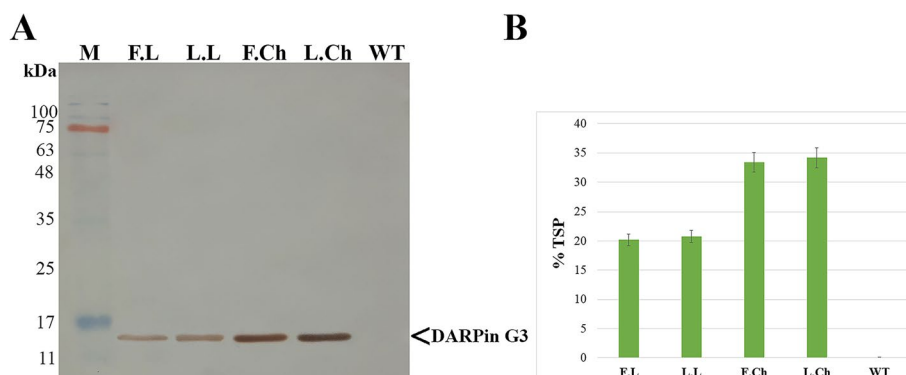 A
M F.L L.L F.Ch L.Ch WT
kDa
100
75
63
48
35
25
17
11
<DARPin G3
B
40
35
30
25
20
15
10
5
0
% TSP
F.L L.L F.Ch L.Ch WT